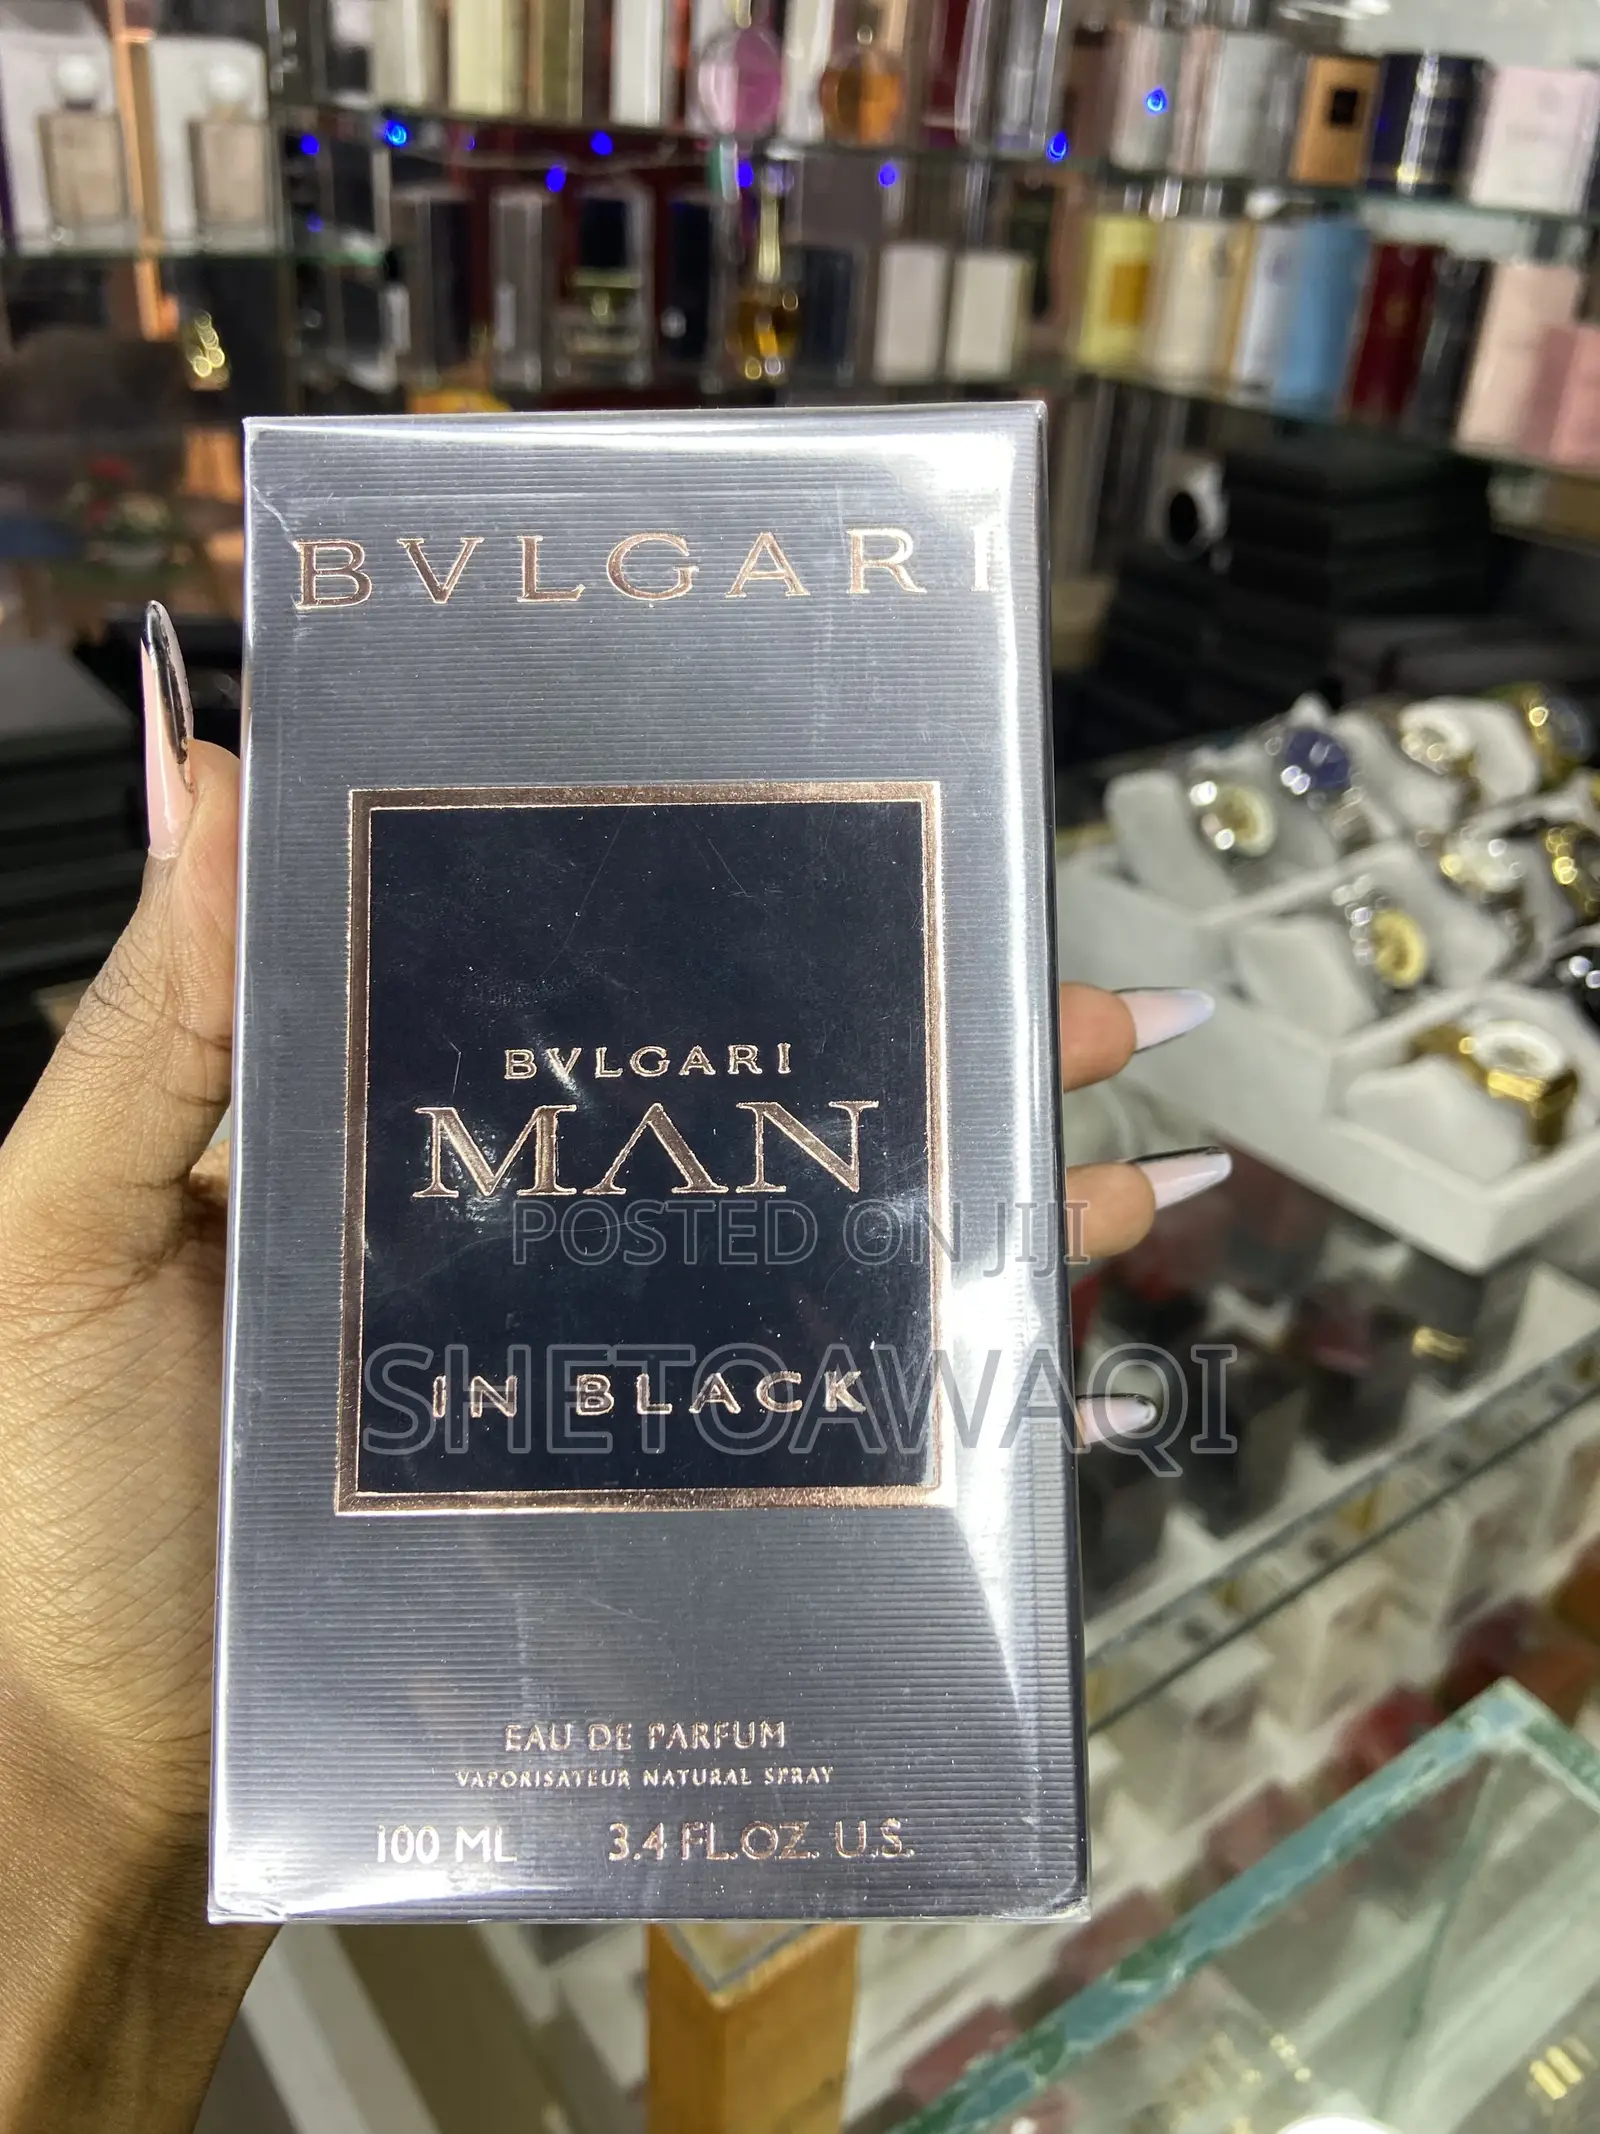 BVLGARI
BVLGARI
MAN
POSTED ON JIJI
SHETOAWAQI
IN BLACK
EAU DE PARFUM
VAPORISATEUR NATURAL SPRAY
100 ML 3.4 FL.OZ. U.S.